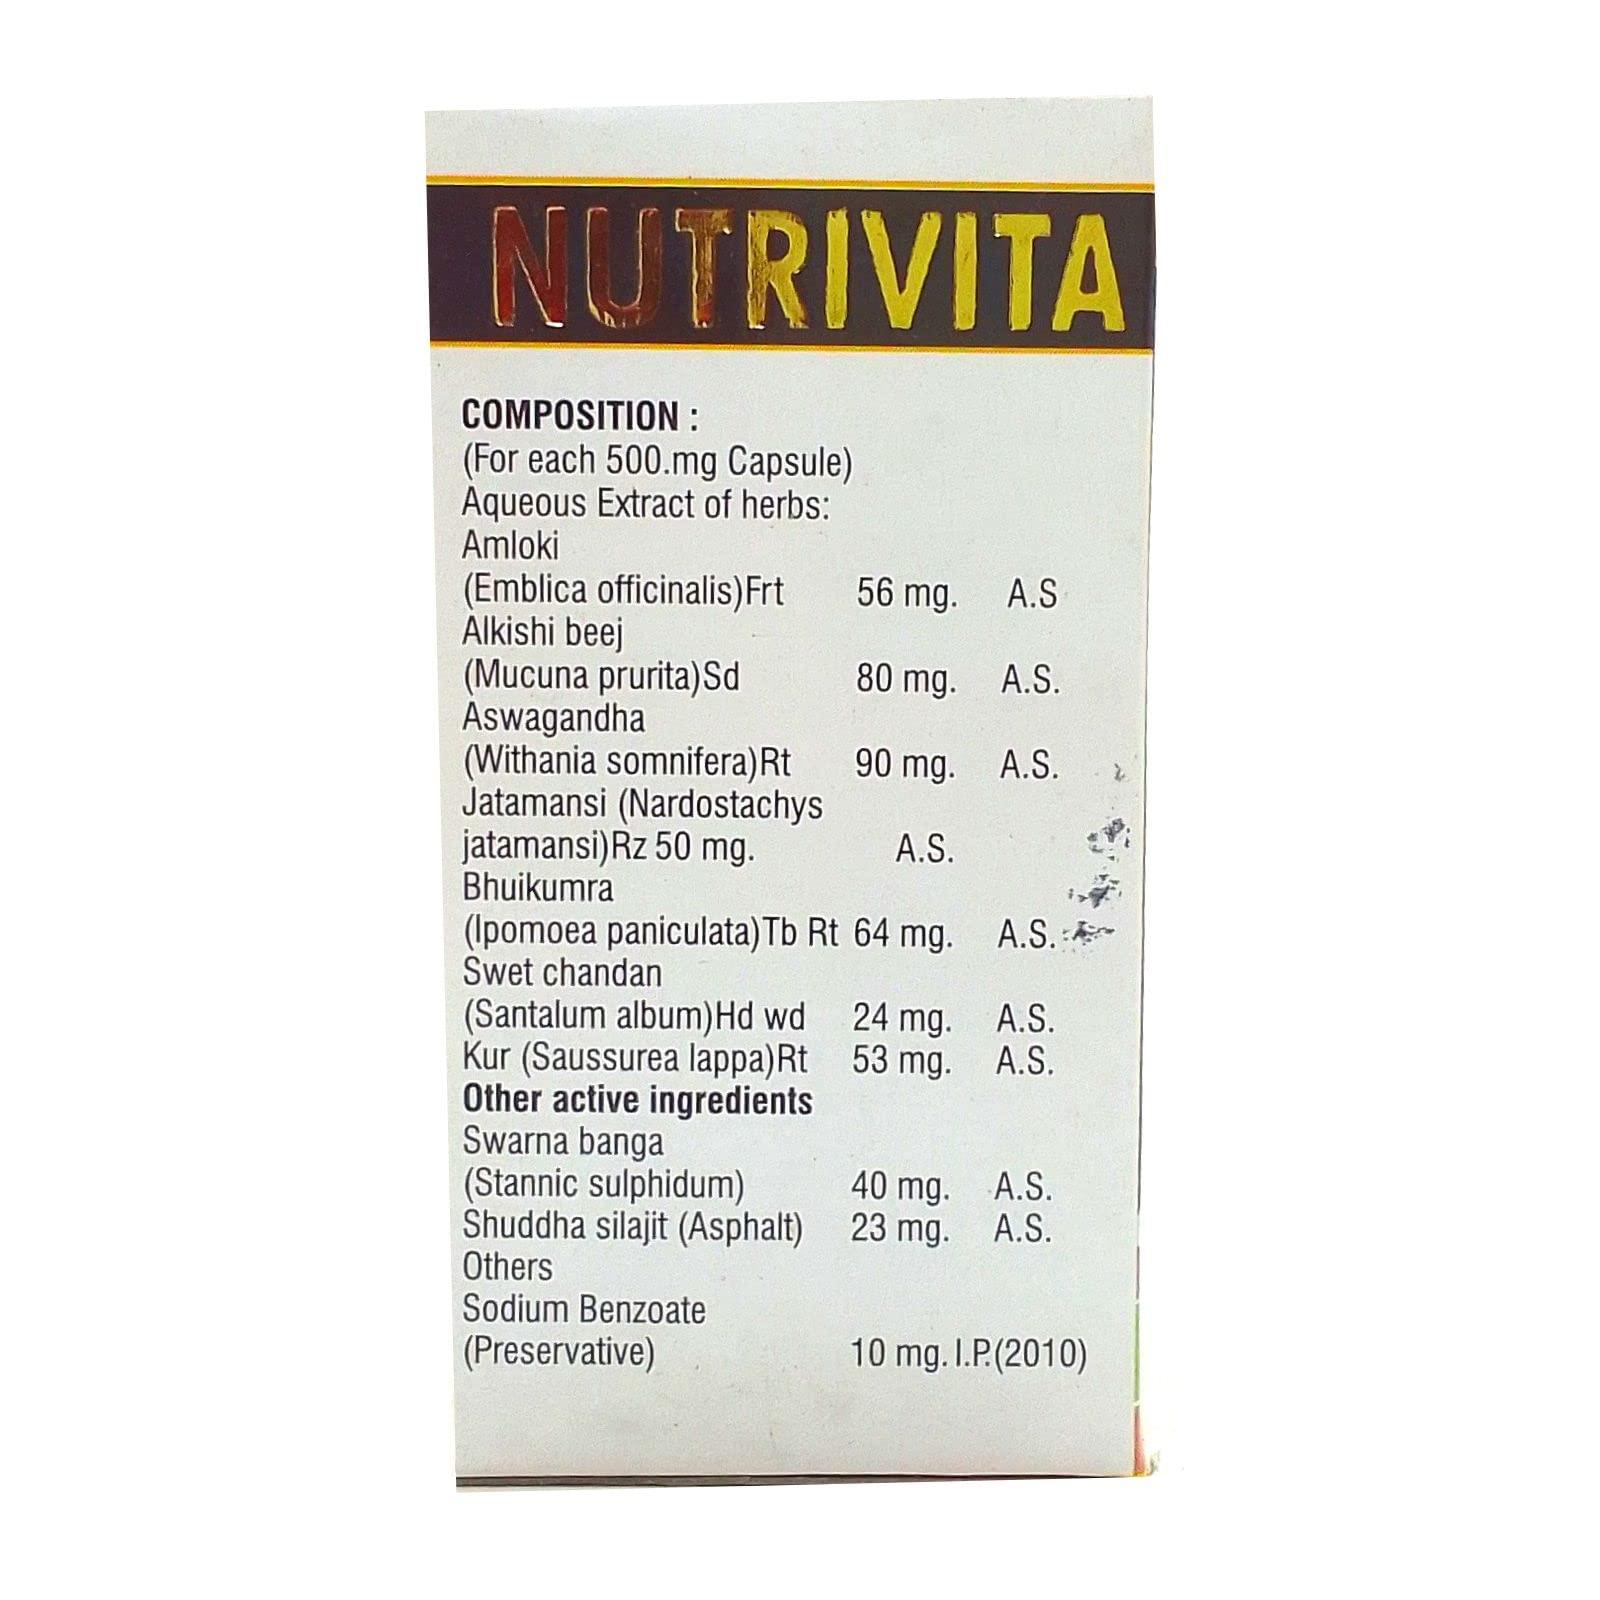 NUTRIVITA
COMPOSITION :
(For each 500.mg Capsule)
Aqueous Extract of herbs:
Amloki
(Emblica officinalis)Frt 56 mg. A.S
Alkishi beej
(Mucuna prurita)Sd 80 mg. A.S.
Aswagandha
(Withania somnifera)Rt 90 mg. A.S.
Jatamansi (Nardostachys
jatamansi)Rz 50 mg. A.S.
Bhuikumra
(Ipomoea paniculata)Tb Rt 64 mg. A.S.
Swet chandan
(Santalum album)Hd wd 24 mg. A.S.
Kur (Saussurea lappa)Rt 53 mg. A.S.
Other active ingredients
Swarna banga
(Stannic sulphidum) 40 mg. A.S.
Shuddha silajit (Asphalt) 23 mg. A.S.
Others
Sodium Benzoate
(Preservative) 10 mg. I.P.(2010)